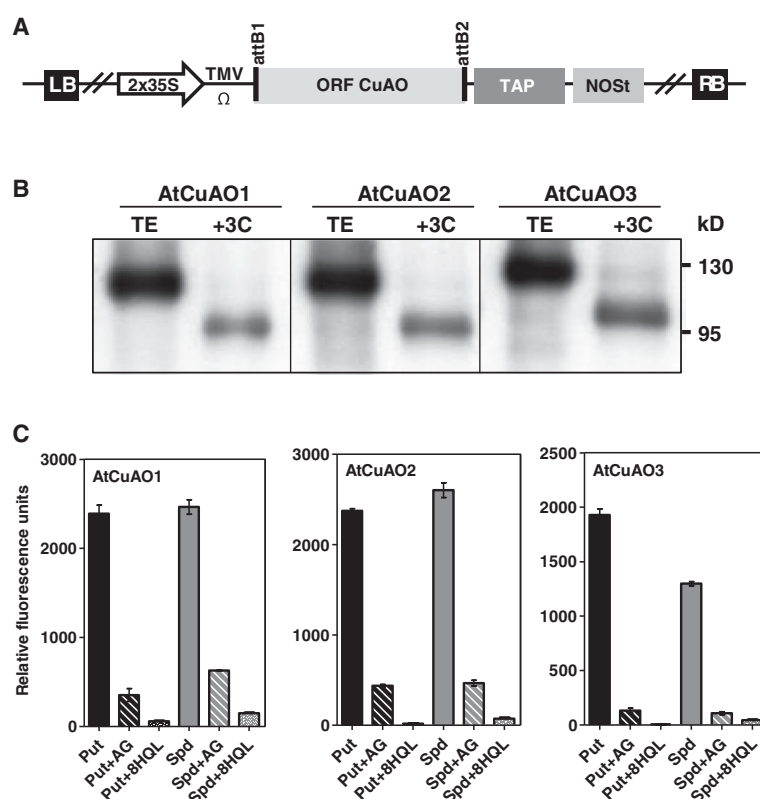 A
LB 2x35S TMV Ω attB1 ORF CuAO attB2 TAP NOSt RB
B
AtCuAO1 AtCuAO2 AtCuAO3
TE +3C TE +3C TE +3C kD
130
95
C
Relative fluorescence units
3000
2000
1000
0
AtCuAO1
Put Put+AG Put+8HQL Spd Spd+AG Spd+8HQL
3000
2000
1000
0
AtCuAO2
Put Put+AG Put+8HQL Spd Spd+AG Spd+8HQL
2500
2000
1500
1000
500
0
AtCuAO3
Put Put+AG Put+8HQL Spd Spd+AG Spd+8HQL